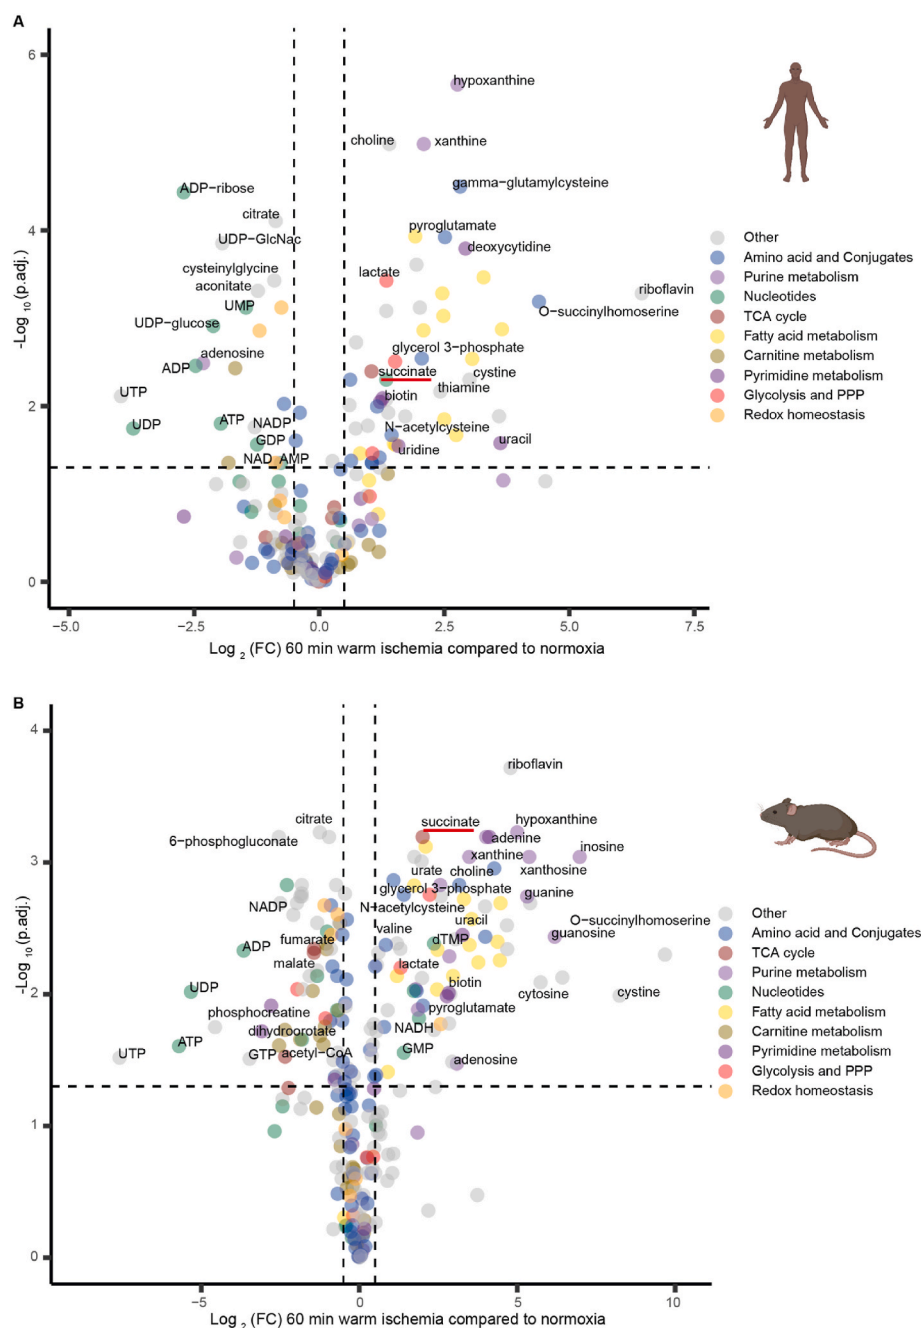 A
6
hypoxanthine
choline
xanthine
gamma−glutamylcysteine
ADP−ribose
citrate
pyroglutamate
4
UDP−GlcNac
deoxycytidine
cysteinylglycine
lactate
aconitate
riboflavin
UMP
O−succinylhomoserine
UDP−glucose
glycerol 3−phosphate
adenosine
ADP
succinate
cystine
UTP
biotin
thiamine
2
UDP
ATP
NADP
N−acetylcysteine
GDP
uridine
uracil
NAD
AMP
0
-Log 10 (p.adj.)
−5.0
−2.5
0.0
2.5
5.0
7.5
Log 2 (FC) 60 min warm ischemia compared to normoxia
Other
Amino acid and Conjugates
Purine metabolism
Nucleotides
TCA cycle
Fatty acid metabolism
Carnitine metabolism
Pyrimidine metabolism
Glycolysis and PPP
Redox homeostasis
B
4
riboflavin
citrate
succinate
hypoxanthine
6−phosphogluconate
adenine
inosine
3
xanthine
urate
choline
xanthosine
glycerol 3−phosphate
guanine
NADP
N−acetylcysteine
uracil
O−succinylhomoserine
valine
guanosine
fumarate
dTMP
ADP
malate
lactate
UDP
biotin
cytosine
cystine
2
phosphocreatine
pyroglutamate
dihydroorotate
NADH
ATP
UTP
GTP
acetyl−CoA
GMP
adenosine
1
0
-Log 10 (p.adj.)
−5
0
5
10
Log 2 (FC) 60 min warm ischemia compared to normoxia
Other
Amino acid and Conjugates
TCA cycle
Purine metabolism
Nucleotides
Fatty acid metabolism
Carnitine metabolism
Pyrimidine metabolism
Glycolysis and PPP
Redox homeostasis